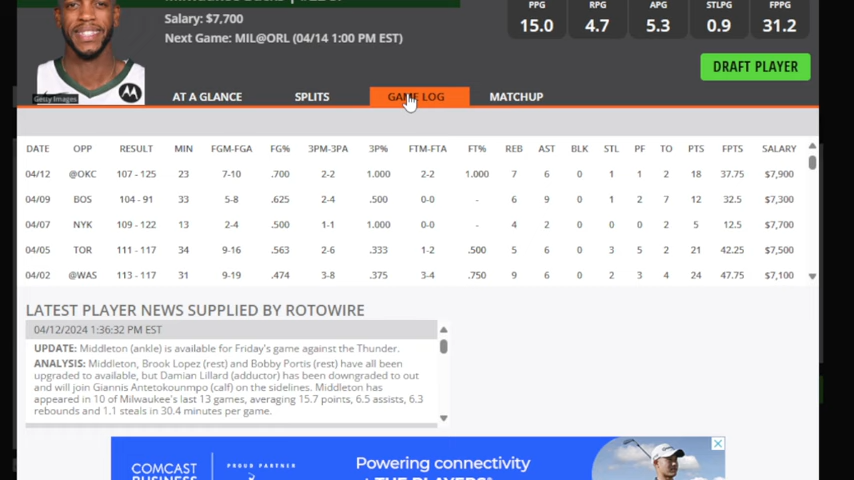 Salary: $7,700
Next Game: MIL@ORL (04/14 1:00 PM EST)
PPG RPG APG STLPG FPPG
15.0 4.7 5.3 0.9 31.2
DRAFT PLAYER
Getty Images
AT A GLANCE SPLITS GAME LOG MATCHUP
DATE OPP RESULT MIN FGM-FGA FG% 3PM-3PA 3P% FTM-FTA FT% REB AST BLK STL PF TO PTS FPTS SALARY
04/12 @OKC 107 - 125 23 7-10 .700 2-2 1.000 2-2 1.000 7 6 0 1 1 2 18 37.75 $7,900
04/09 BOS 104 - 91 33 5-8 .625 2-4 .500 0-0 - 6 9 0 1 2 7 12 32.5 $7,300
04/07 NYK 109 - 122 13 2-4 .500 1-1 1.000 0-0 - 4 2 0 0 0 2 5 12.5 $7,700
04/05 TOR 111 - 117 34 9-16 .563 2-6 .333 1-2 .500 5 6 0 3 5 2 21 42.25 $7,500
04/02 @WAS 113 - 117 31 9-19 .474 3-8 .375 3-4 .750 9 6 0 2 3 4 24 47.75 $7,100
LATEST PLAYER NEWS SUPPLIED BY ROTOWIRE
04/12/2024 1:36:32 PM EST
UPDATE: Middleton (ankle) is available for Friday's game against the Thunder.
ANALYSIS: Middleton, Brook Lopez (rest) and Bobby Portis (rest) have all been
upgraded to available, but Damian Lillard (adductor) has been downgraded to out
and will join Giannis Antetokounmpo (calf) on the sidelines. Middleton has
appeared in 10 of Milwaukee's last 13 games, averaging 15.7 points, 6.5 assists, 6.3
rebounds and 1.1 steals in 30.4 minutes per game.
COMCAST
BUSINESS
PROUD PARTNER
Powering connectivity